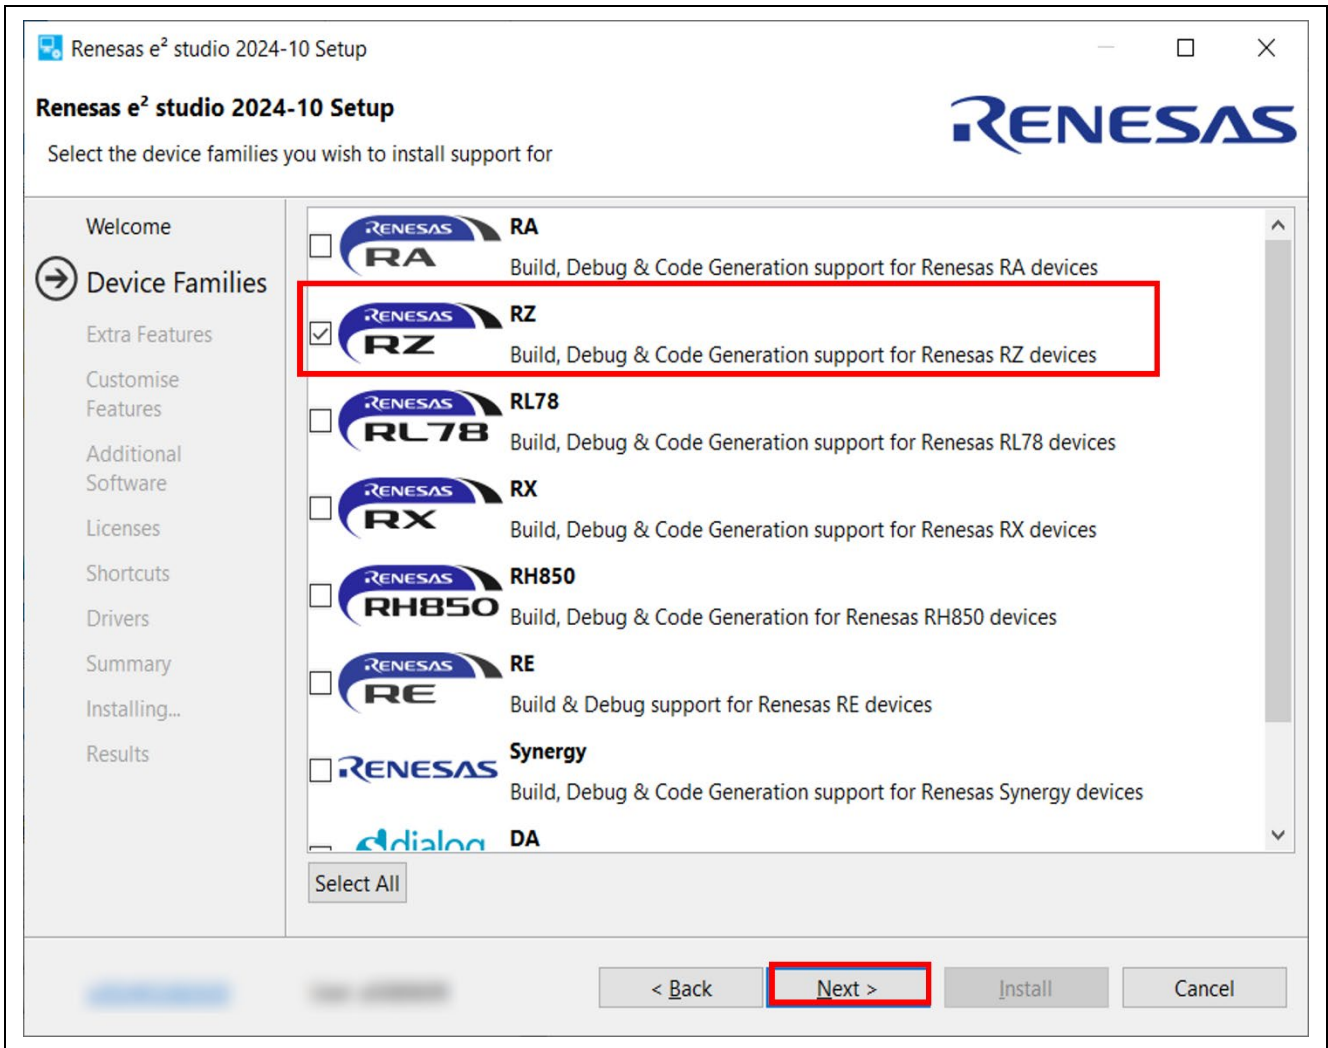 Renesas e² studio 2024-10 Setup
Renesas e² studio 2024-10 Setup
Select the device families you wish to install support for
RENESAS
Welcome
Device Families
Extra Features
Customise
Features
Additional
Software
Licenses
Shortcuts
Drivers
Summary
Installing...
Results
RENESAS
RA
RA
Build, Debug & Code Generation support for Renesas RA devices
RENESAS
RZ
RZ
Build, Debug & Code Generation support for Renesas RZ devices
RENESAS
RL78
RL78
Build, Debug & Code Generation support for Renesas RL78 devices
RENESAS
RX
RX
Build, Debug & Code Generation support for Renesas RX devices
RENESAS
RH850
RH850
Build, Debug & Code Generation for Renesas RH850 devices
RENESAS
RE
RE
Build & Debug support for Renesas RE devices
RENESAS
Synergy
Build, Debug & Code Generation support for Renesas Synergy devices
dialog
DA
Select All
< Back
Next >
Install
Cancel